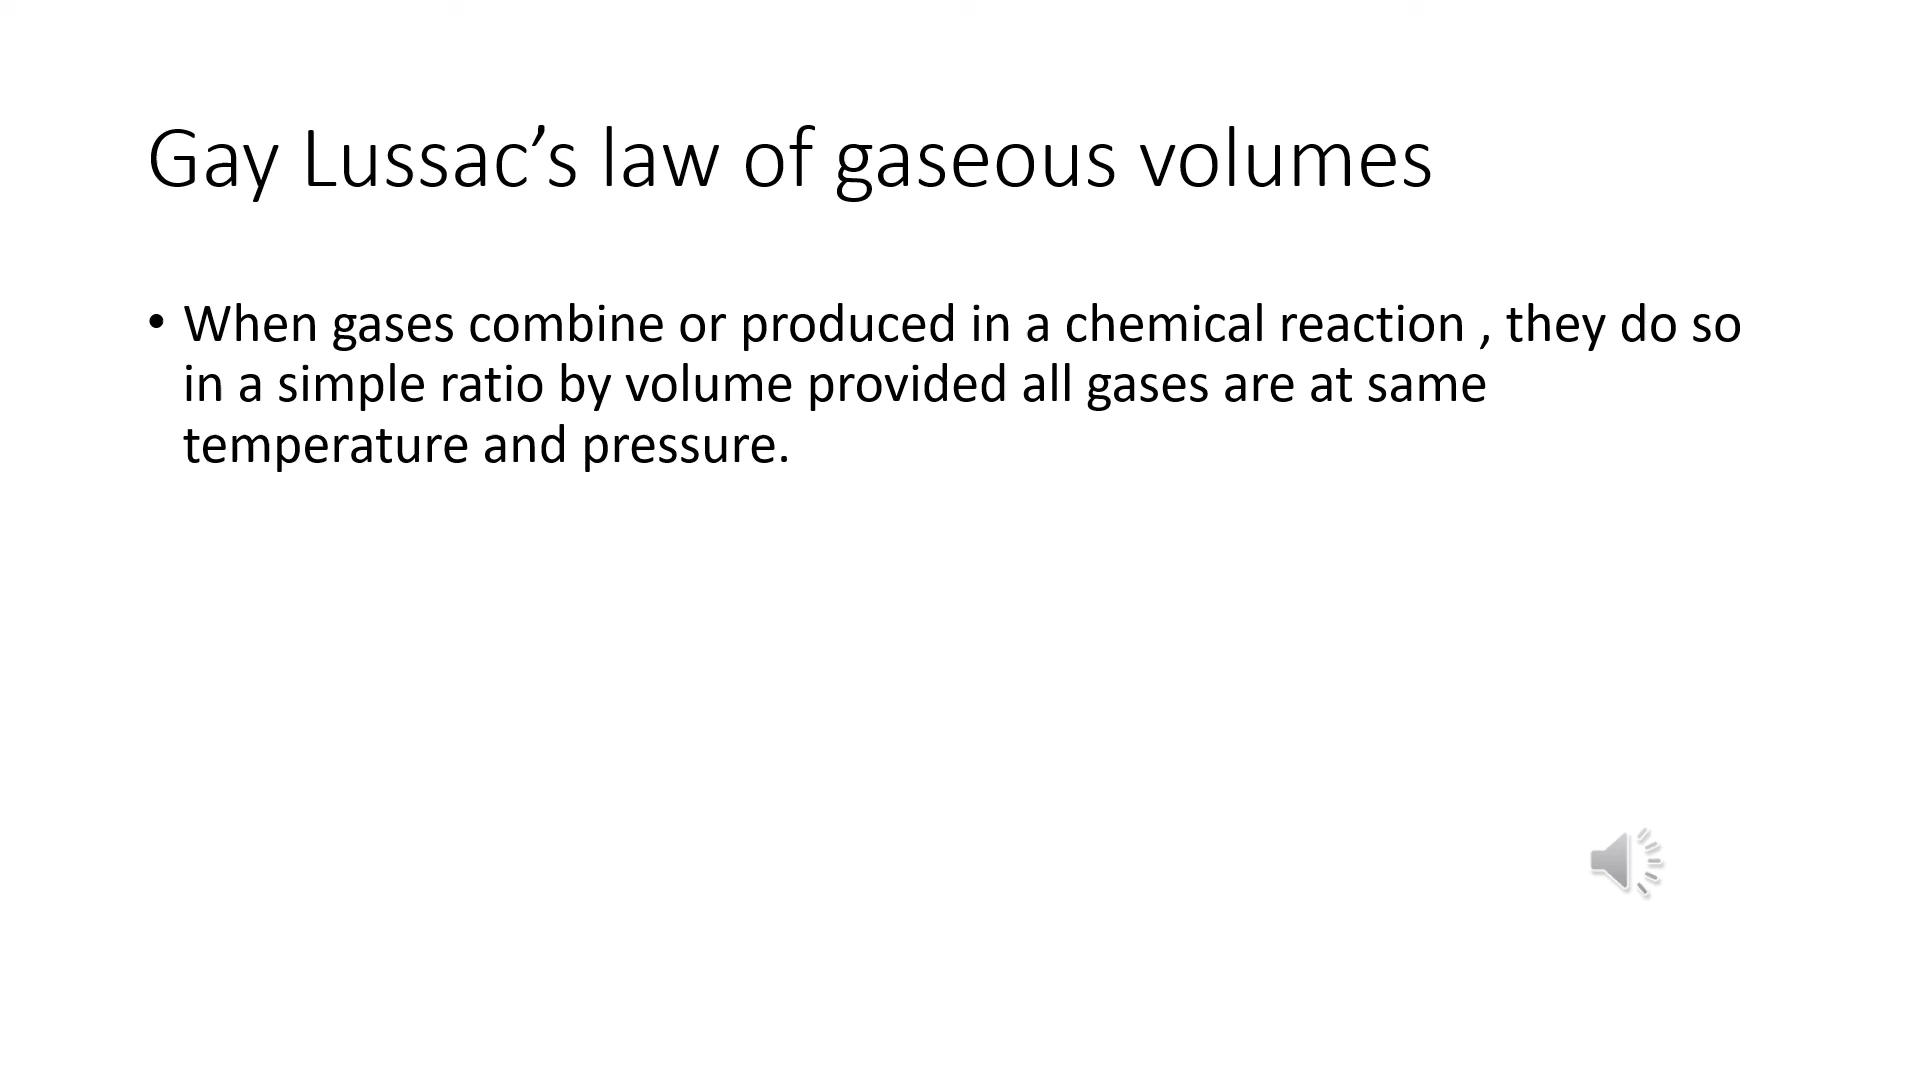 Gay Lussac’s law of gaseous volumes
• When gases combine or produced in a chemical reaction , they do so
in a simple ratio by volume provided all gases are at same
temperature and pressure.